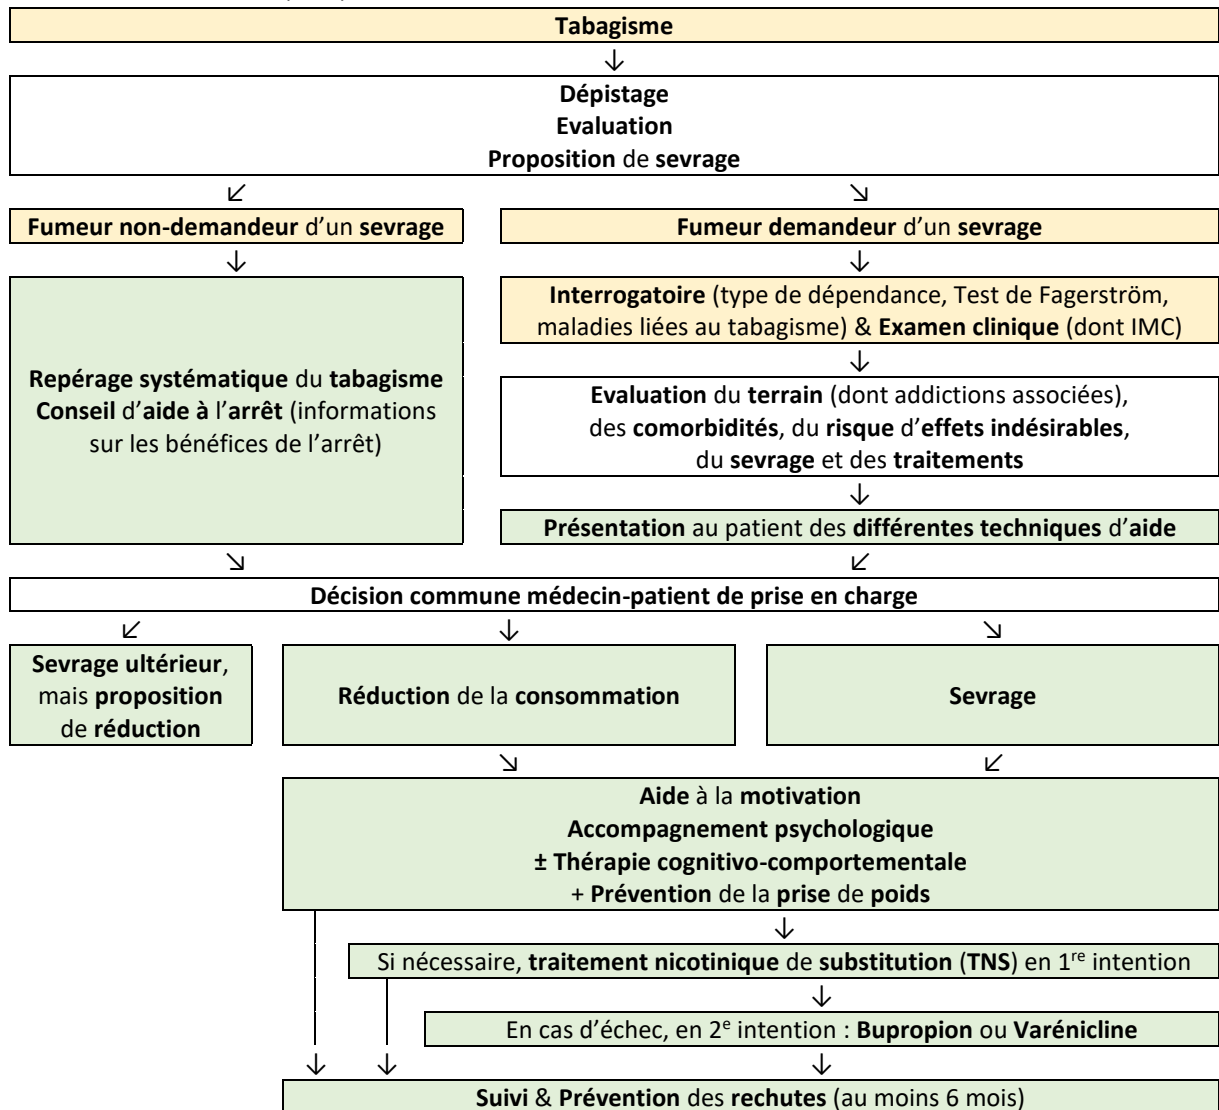 Tabagisme
↓
Dépistage
Evaluation
Proposition de sevrage
↙ ↘
Fumeur non-demandeur d’un sevrage
Fumeur demandeur d’un sevrage
↓ ↓
Repérage systématique du tabagisme
Conseil d’aide à l’arrêt (informations
sur les bénéfices de l’arrêt)
Interrogatoire (type de dépendance, Test de Fagerström,
maladies liées au tabagisme) & Examen clinique (dont IMC)
↓
Evaluation du terrain (dont addictions associées),
des comorbidités, du risque d’effets indésirables,
du sevrage et des traitements
↓
Présentation au patient des différentes techniques d’aide
↘ ↙
Décision commune médecin-patient de prise en charge
↙ ↓ ↘
Sevrage ultérieur,
mais proposition
de réduction
Réduction de la consommation
Sevrage
↘ ↙
Aide à la motivation
Accompagnement psychologique
± Thérapie cognitivo-comportementale
+ Prévention de la prise de poids
↓
Si nécessaire, traitement nicotinique de substitution (TNS) en 1re intention
↓
En cas d’échec, en 2e intention : Bupropion ou Varénicline
↓ ↓ ↓
Suivi & Prévention des rechutes (au moins 6 mois)